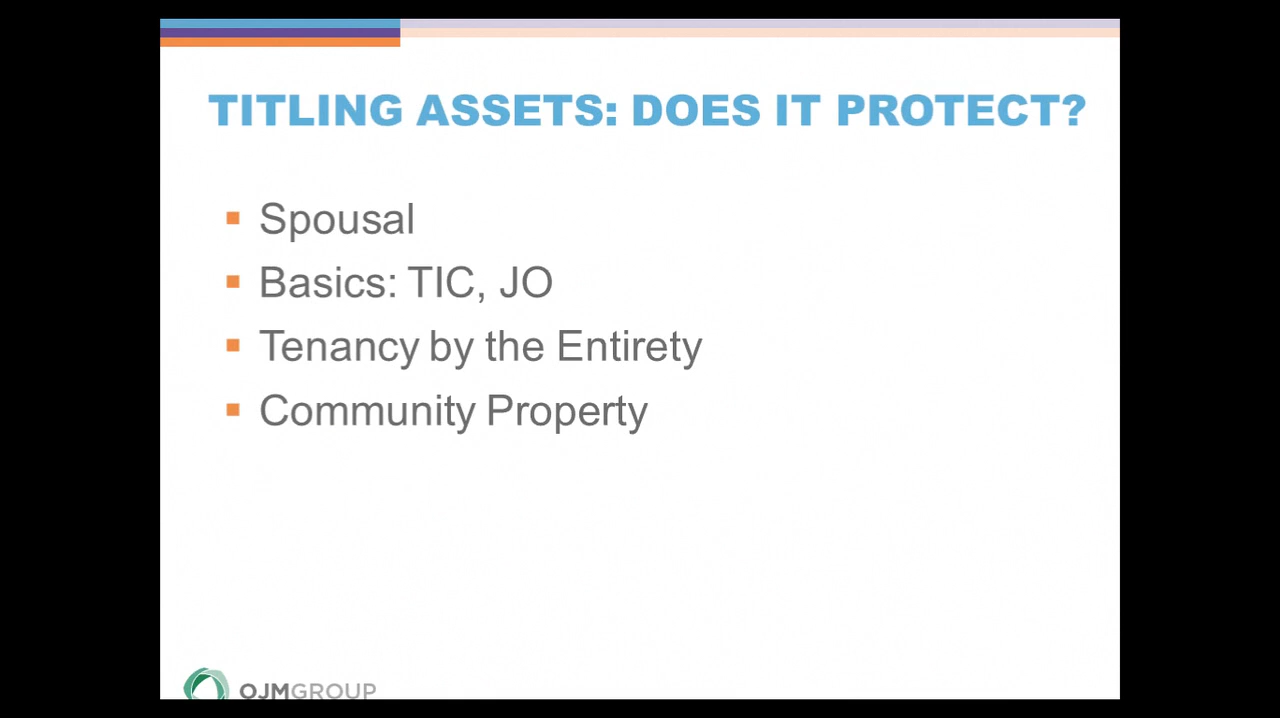 TITLING ASSETS: DOES IT PROTECT?
Spousal
Basics: TIC, JO
Tenancy by the Entirety
Community Property
OJMGROUP